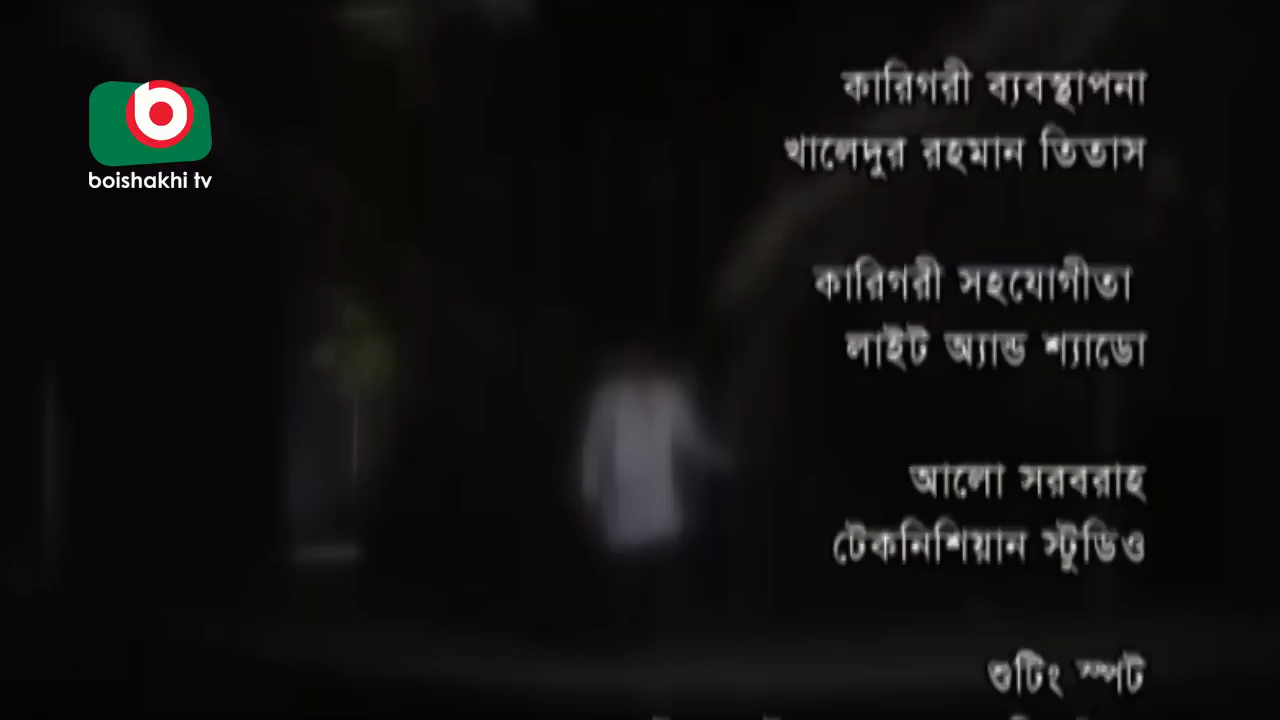 boishakhi tv
কারিগরী ব্যবস্থাপনা
খালেদুর রহমান তিতাস
কারিগরী সহযোগীতা
লাইট অ্যান্ড শ্যাডো
আলো সরবরাহ
টেকনিশিয়ান স্টুডিও
শুটিং স্পট